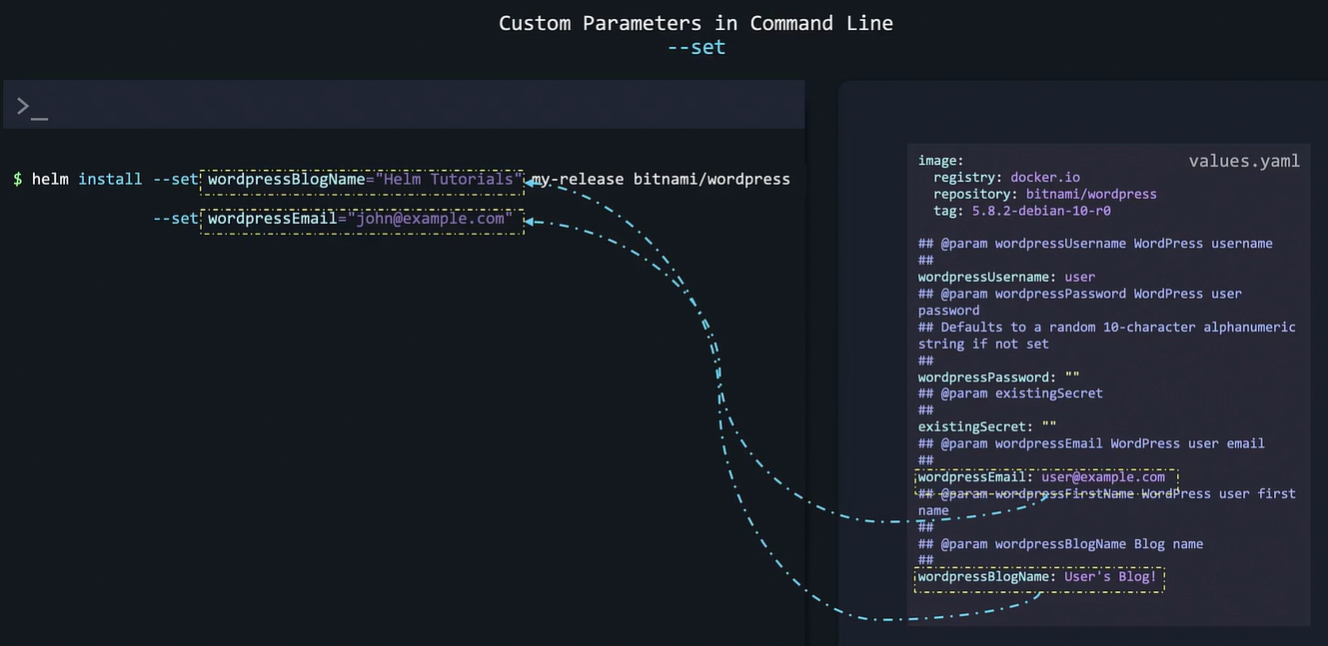 Custom Parameters in Command Line
--set
>_
$ helm install --set wordpressBlogName="Helm Tutorials" my-release bitnami/wordpress
--set wordpressEmail="john@example.com"
values.yaml
image:
registry: docker.io
repository: bitnami/wordpress
tag: 5.8.2-debian-10-r0
## @param wordpressUsername WordPress username
##
wordpressUsername: user
## @param wordpressPassword WordPress user
password
## Defaults to a random 10-character alphanumeric
string if not set
##
wordpressPassword: ""
## @param existingSecret
##
existingSecret: ""
## @param wordpressEmail WordPress user email
##
wordpressEmail: user@example.com
## @param wordpressFirstName WordPress user first
name
##
## @param wordpressBlogName Blog name
##
wordpressBlogName: User's Blog!